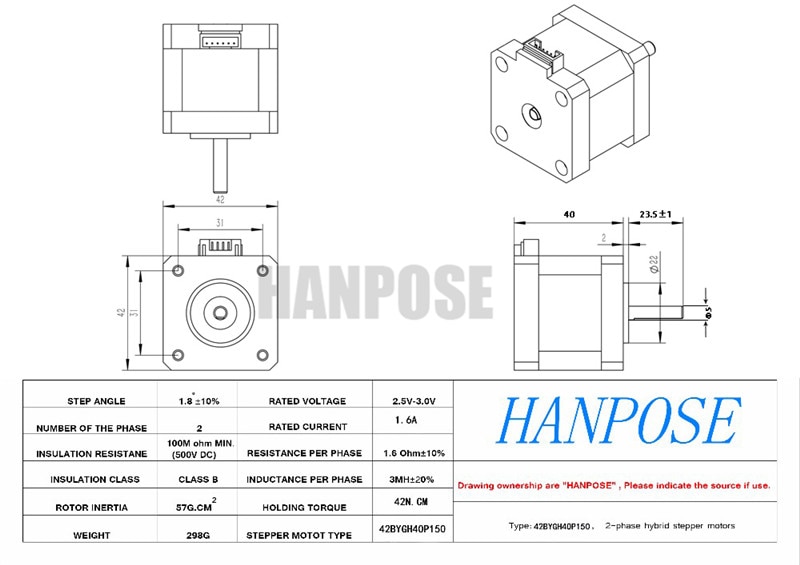 42
31
42
31
40
23.5±1
2
Ø22
Φ5
HANPOSE
STEP ANGLE 1.8°±10% RATED VOLTAGE 2.5V-3.0V
NUMBER OF THE PHASE 2 RATED CURRENT 1.6A
INSULATION RESISTANE 100M ohm MIN. (500V DC) RESISTANCE PER PHASE 1.6 Ohm±10%
INSULATION CLASS CLASS B INDUCTANCE PER PHASE 3MH±20%
ROTOR INERTIA 57G.CM² HOLDING TORQUE 42N.CM
WEIGHT 298G STEPPER MOTOT TYPE 42BYGH40P150
HANPOSE
Drawing ownership are "HANPOSE" , Please indicate the source if use.
Type: 42BYGH40P150, 2-phase hybrid stepper motors